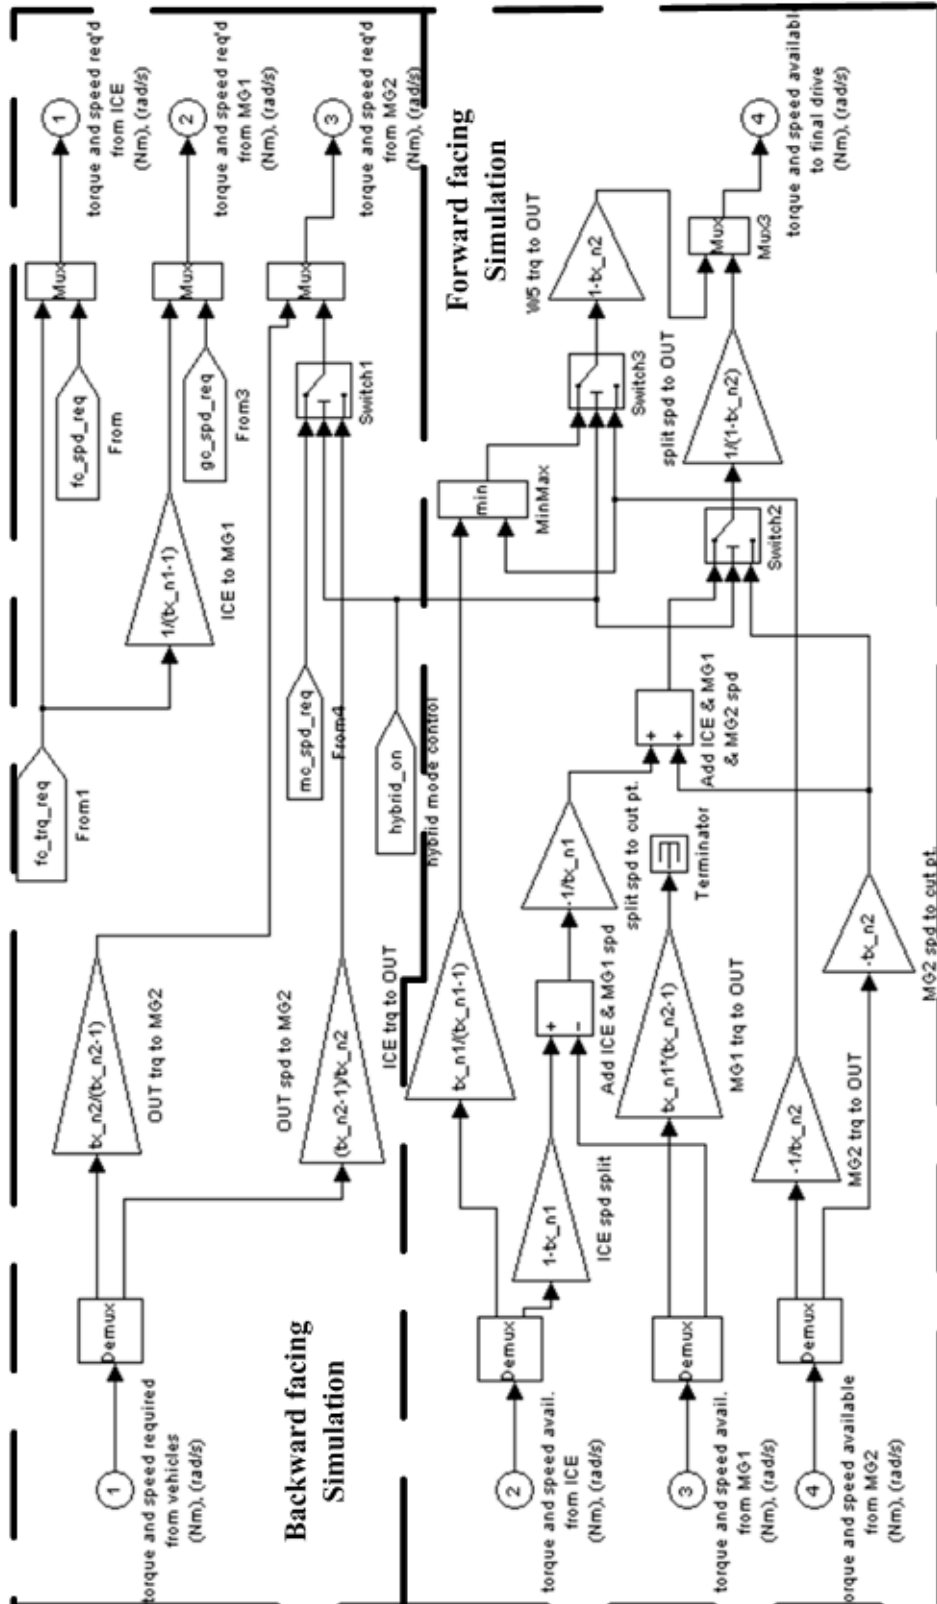 1
torque and speed required
from vehicles
(Nm), (rad/s)
Demux
tx_n2/(tx_n2-1)
OUT trq to MG2
(tx_n2-1)/tx_n2
OUT spd to MG2
fc_trq_req
From1
1/(tx_n1-1)
ICE to MG1
fc_spd_req
From
gc_spd_req
From3
mc_spd_req
From4
hybrid_on
hybrid mode control
Switch1
Mux
Mux
Mux
1
torque and speed req'd
from ICE
(Nm), (rad/s)
2
torque and speed req'd
from MG1
(Nm), (rad/s)
3
torque and speed req'd
from MG2
(Nm), (rad/s)
Backward facing
Simulation
Forward facing
Simulation
2
torque and speed avail.
from ICE
(Nm), (rad/s)
Demux
ICE trq to OUT
tx_n1/(tx_n1-1)
1-tx_n1
ICE spd split
+
-
Add ICE & MG1 spd
-1/tx_n1
split spd to out pt.
3
torque and speed avail.
from MG1
(Nm), (rad/s)
Demux
tx_n1*(tx_n2-1)
MG1 trq to OUT
Terminator
4
torque and speed available
from MG2
(Nm), (rad/s)
Demux
-1/tx_n2
MG2 trq to OUT
-tx_n2
MG2 spd to cut pt.
+
+
Add ICE & MG1
& MG2 spd
min
MinMax
Switch3
Switch2
W5 trq to OUT
1-tx_n2
split spd to OUT
1/(1-tx_n2)
Mux
Mux3
4
torque and speed available
to final drive
(Nm), (rad/s)